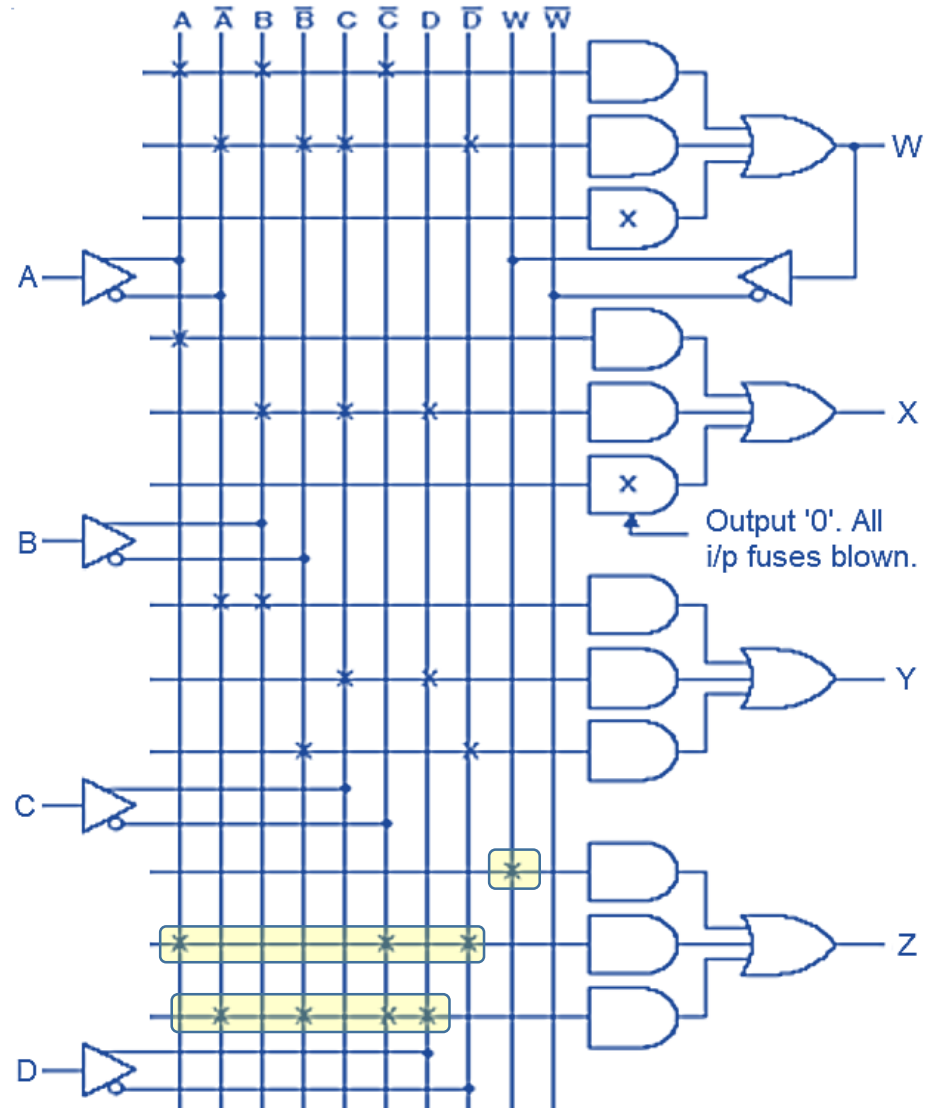 A A̅ B B̅ C C̅ D D̅ W W̅
W
X
A
X
X
Output '0'. All
i/p fuses blown.
B
Y
C
Z
D